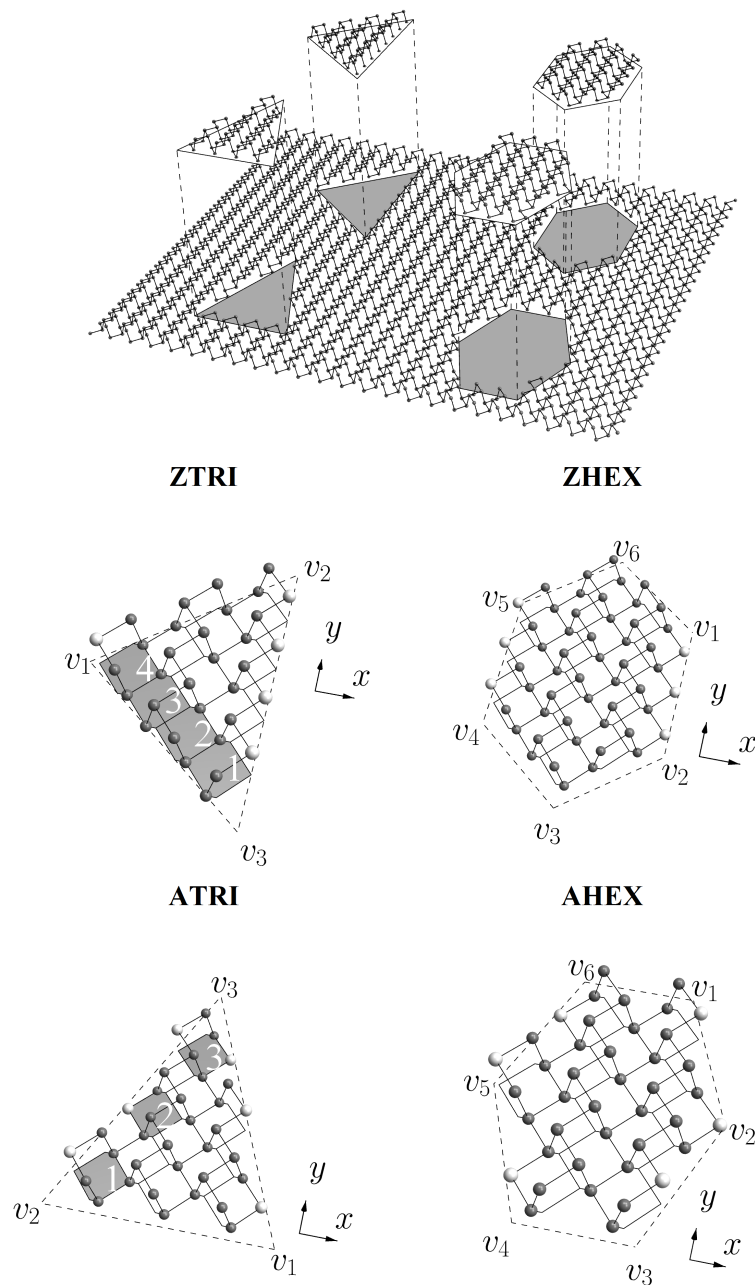 ZTRI ZHEX
v2 v6
v5
y v1
v1 x
4 y
3
2 x
1 v4 v2
v3 v3
ATRI AHEX
v3 v6 v1
3 v5
2 v2
1 y y
v2 x v4 x
v1 v3